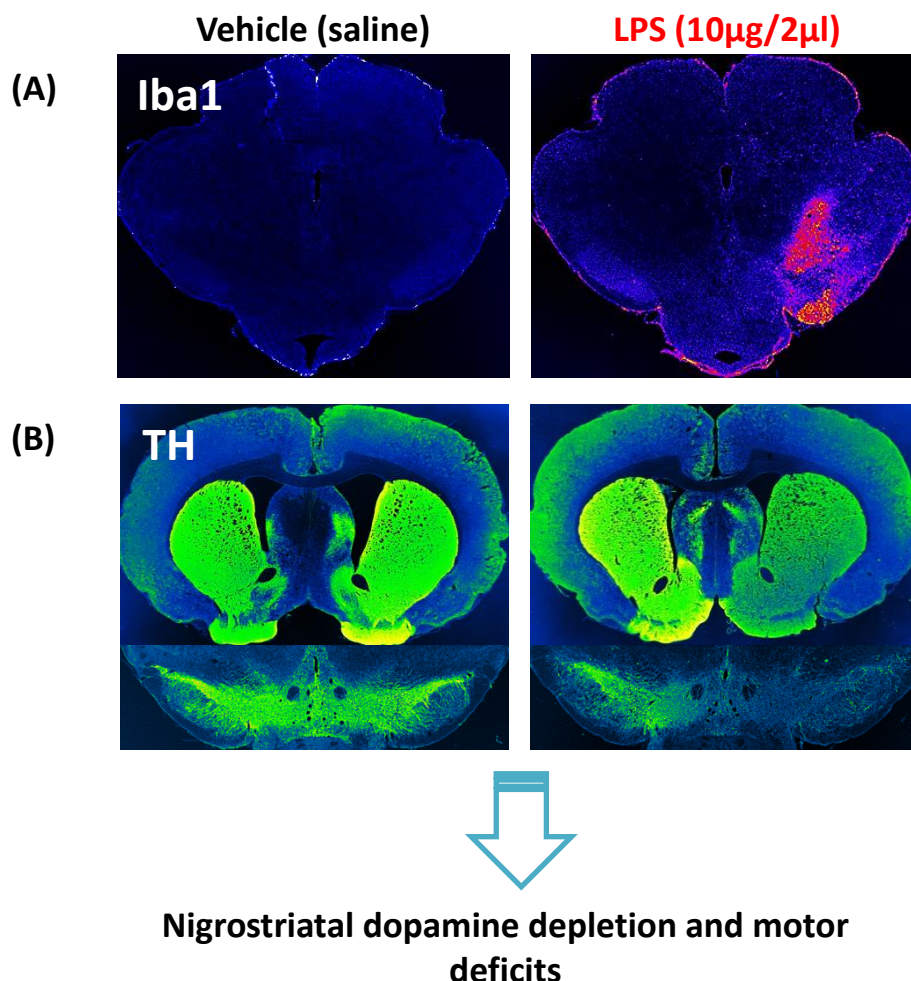 Vehicle (saline)
LPS (10µg/2µl)
(A)
Iba1
(B)
TH
Nigrostriatal dopamine depletion and motor
deficits